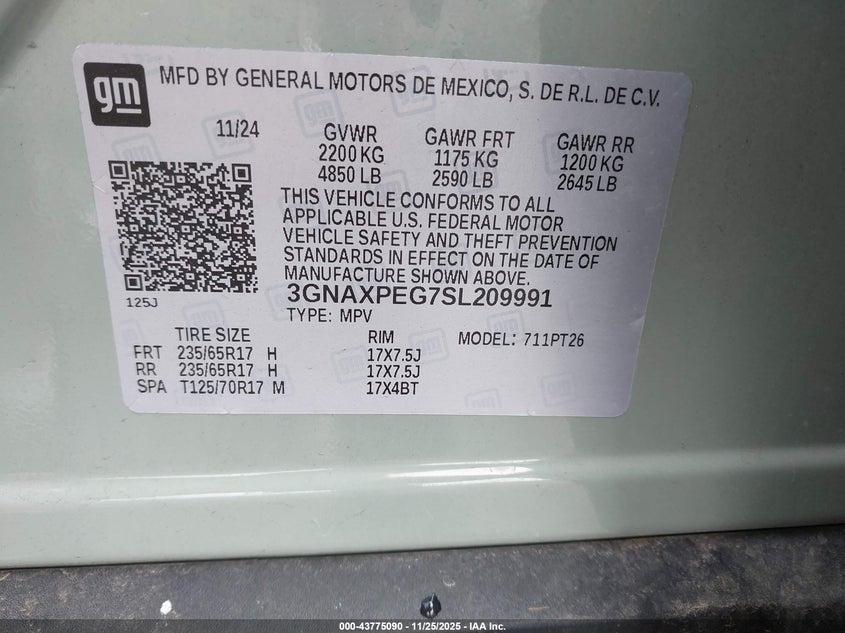 gm
MFD BY GENERAL MOTORS DE MEXICO, S. DE R.L. DE C.V.
11/24 GVWR GAWR FRT GAWR RR
2200 KG 1175 KG 1200 KG
4850 LB 2590 LB 2645 LB
THIS VEHICLE CONFORMS TO ALL
APPLICABLE U.S. FEDERAL MOTOR
VEHICLE SAFETY AND THEFT PREVENTION
STANDARDS IN EFFECT ON THE DATE OF
MANUFACTURE SHOWN ABOVE.
125J 3GNAXPEG7SL209991
TYPE: MPV
TIRE SIZE RIM MODEL: 711PT26
FRT 235/65R17 H 17X7.5J
RR 235/65R17 H 17X7.5J
SPA T125/70R17 M 17X4BT
000-43775090 - 11/25/2025 - IAA Inc.